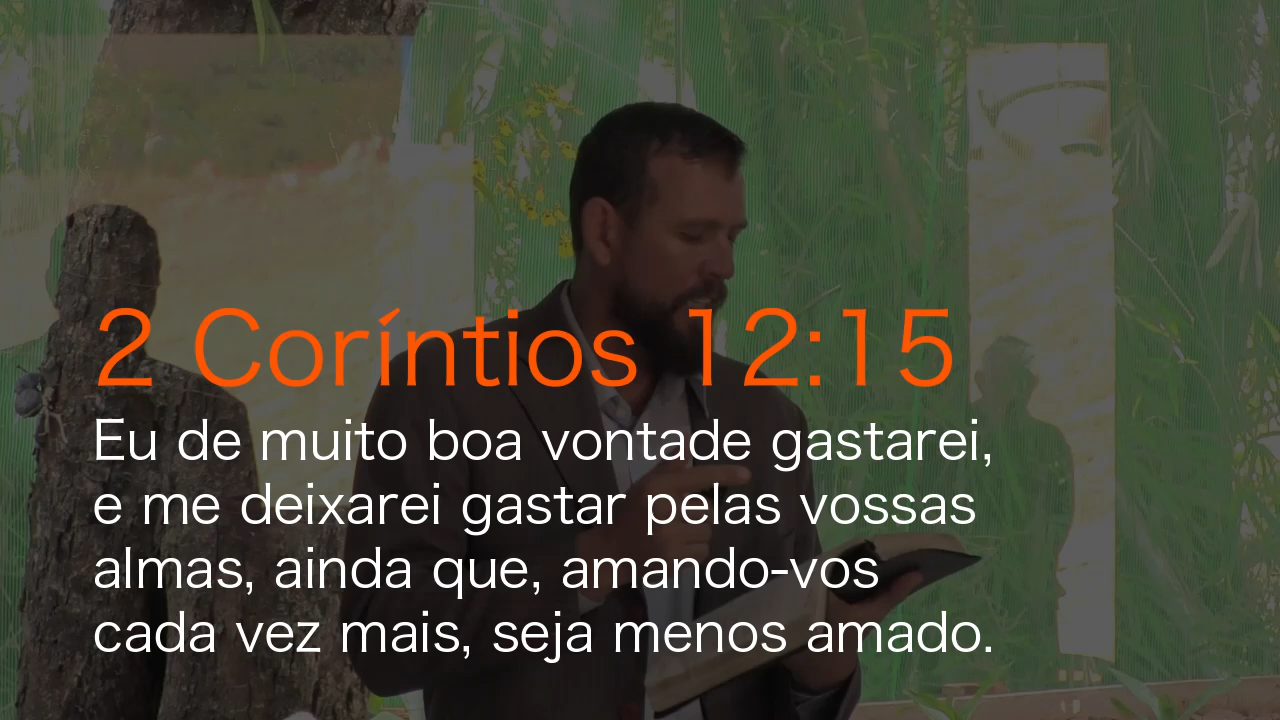 2 Coríntios 12:15
Eu de muito boa vontade gastarei,
e me deixarei gastar pelas vossas
almas, ainda que, amando-vos
cada vez mais, seja menos amado.